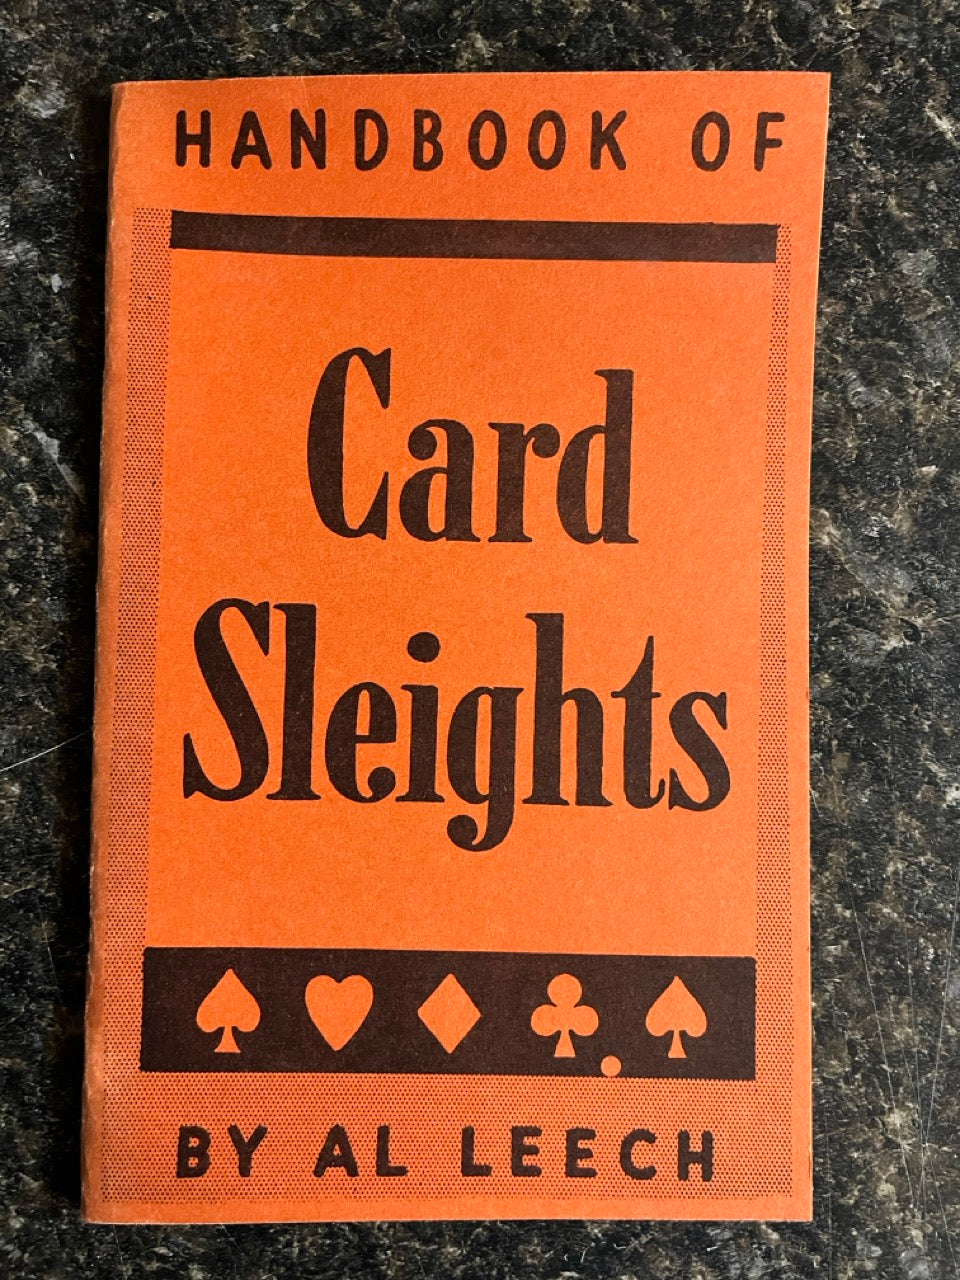 HANDBOOK OF
Card
Sleights
BY AL LEECH